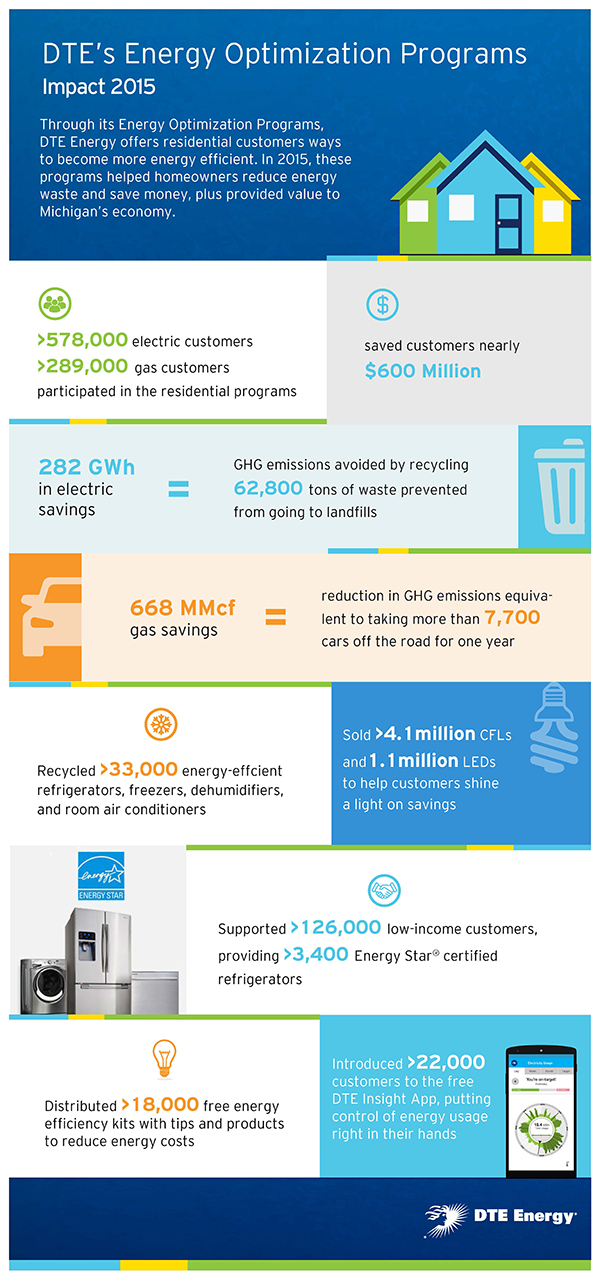 DTE's Energy Optimization Programs
Impact 2015
Through its Energy Optimization Programs,
DTE Energy offers residential customers ways
to become more energy efficient. In 2015, these
programs helped homeowners reduce energy
waste and save money, plus provided value to
Michigan's economy.
>578,000 electric customers
>289,000 gas customers
participated in the residential programs
$
saved customers nearly
$600 Million
282 GWh
in electric
savings
=
GHG emissions avoided by recycling
62,800 tons of waste prevented
from going to landfills
668 MMcf
gas savings
=
reduction in GHG emissions equiva-
lent to taking more than 7,700
cars off the road for one year
Recycled >33,000 energy-effcient
refrigerators, freezers, dehumidifiers,
and room air conditioners
Sold >4.1million CFLs
and 1.1million LEDs
to help customers shine
a light on savings
energy
ENERGY STAR
Supported >126,000 low-income customers,
providing >3,400 Energy Star® certified
refrigerators
Distributed >18,000 free energy
efficiency kits with tips and products
to reduce energy costs
Introduced >22,000
customers to the free
DTE Insight App, putting
control of energy usage
right in their hands
Electricity Usage
You're on target!
DTE Energy®